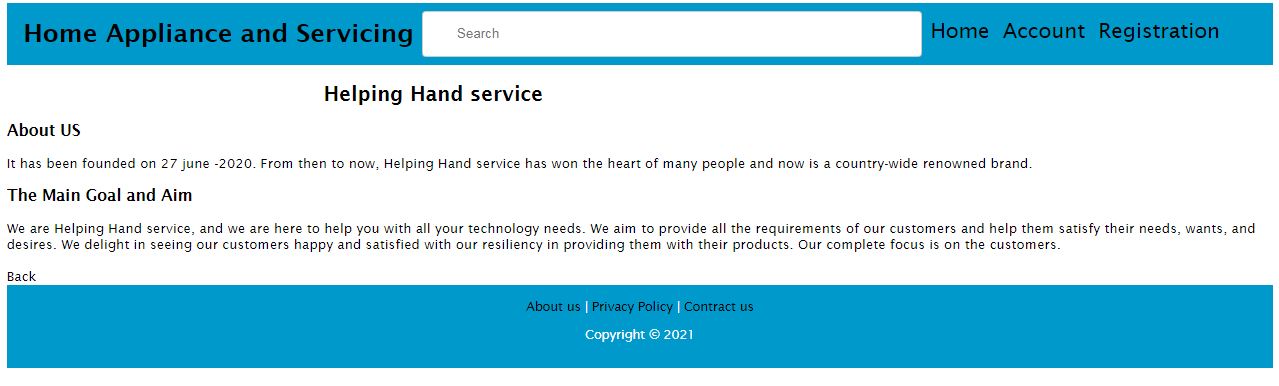 Home Appliance and Servicing Search Home Account Registration
Helping Hand service
About US
It has been founded on 27 june -2020. From then to now, Helping Hand service has won the heart of many people and now is a country-wide renowned brand.
The Main Goal and Aim
We are Helping Hand service, and we are here to help you with all your technology needs. We aim to provide all the requirements of our customers and help them satisfy their needs, wants, and
desires. We delight in seeing our customers happy and satisfied with our resiliency in providing them with their products. Our complete focus is on the customers.
Back
About us | Privacy Policy | Contract us
Copyright © 2021